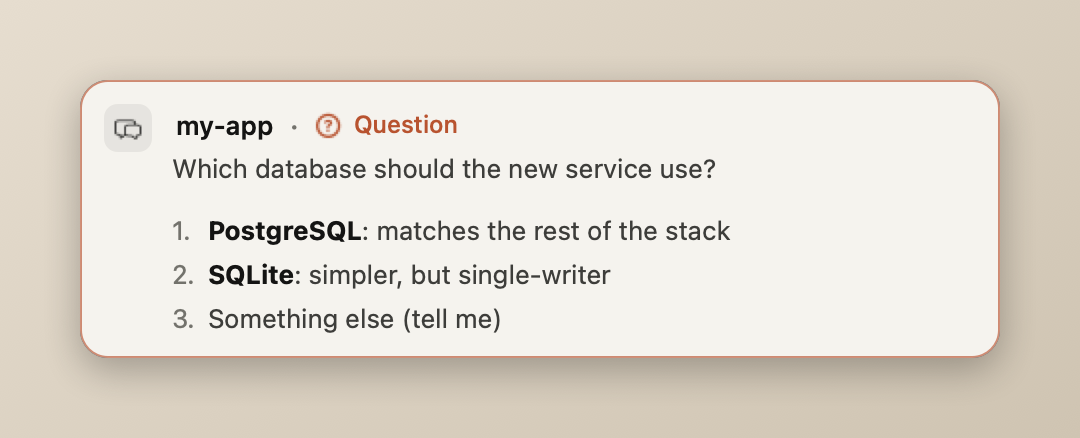 my-app · Question
Which database should the new service use?
1. PostgreSQL: matches the rest of the stack
2. SQLite: simpler, but single-writer
3. Something else (tell me)